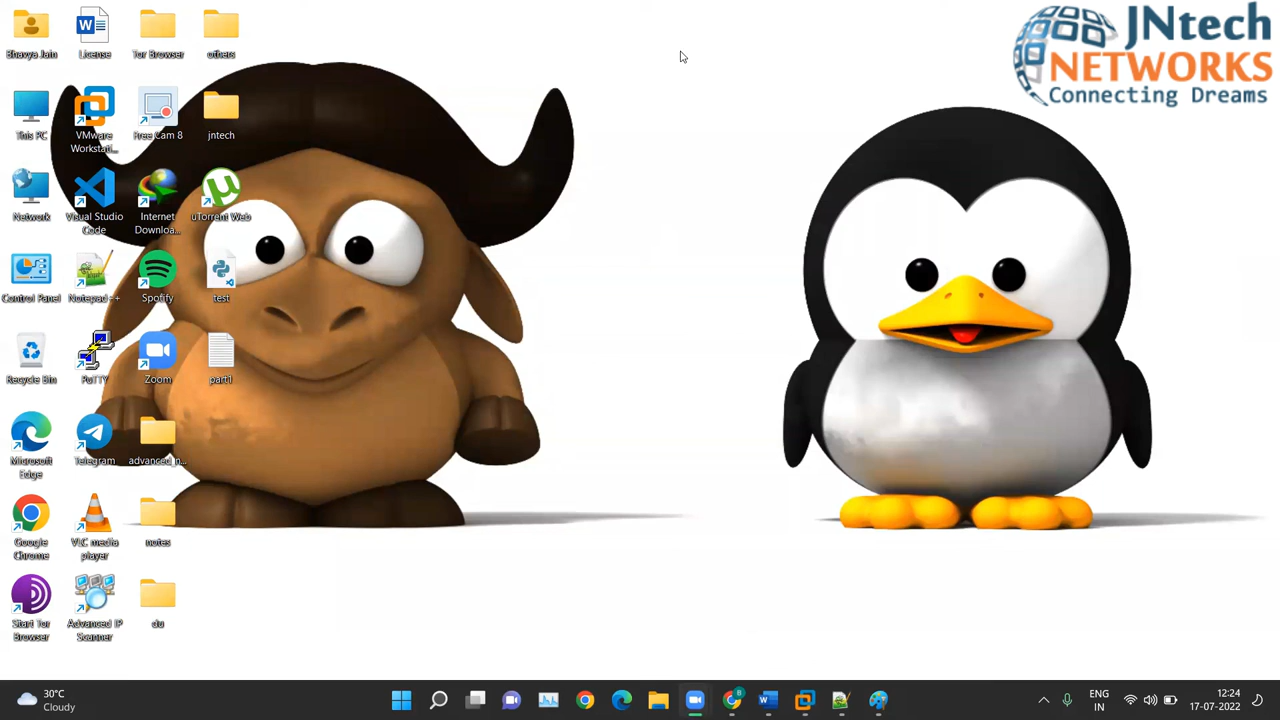 Bhavya Jain
License
Tor Browser
others
JNtech
NETWORKS
Connecting Dreams
This PC
VMware
Workstati...
Free Cam 8
jntech
Network
Visual Studio
Code
Internet
Downloa...
uTorrent Web
Control Panel
Notepad++
Spotify
test
Recycle Bin
PuTTY
Zoom
part1
Microsoft
Edge
Telegram
advanced_n...
Google
Chrome
VLC media
player
notes
Start Tor
Browser
Advanced IP
Scanner
du
30°C
Cloudy
8
ENG
IN
12:24
17-07-2022